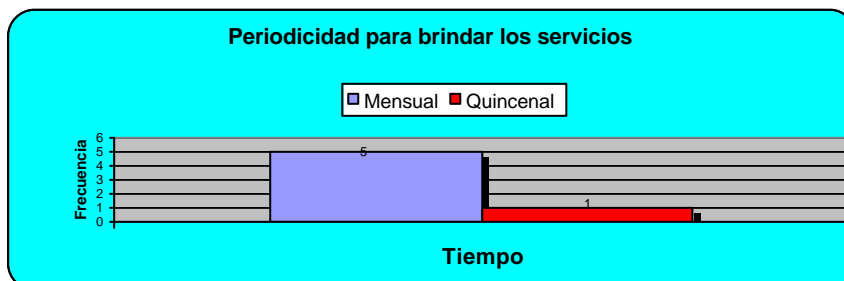 Periodicidad para brindar los servicios
Mensual Quincenal
Frecuencia
6
5
4
3
2
1
0
5
1
Tiempo